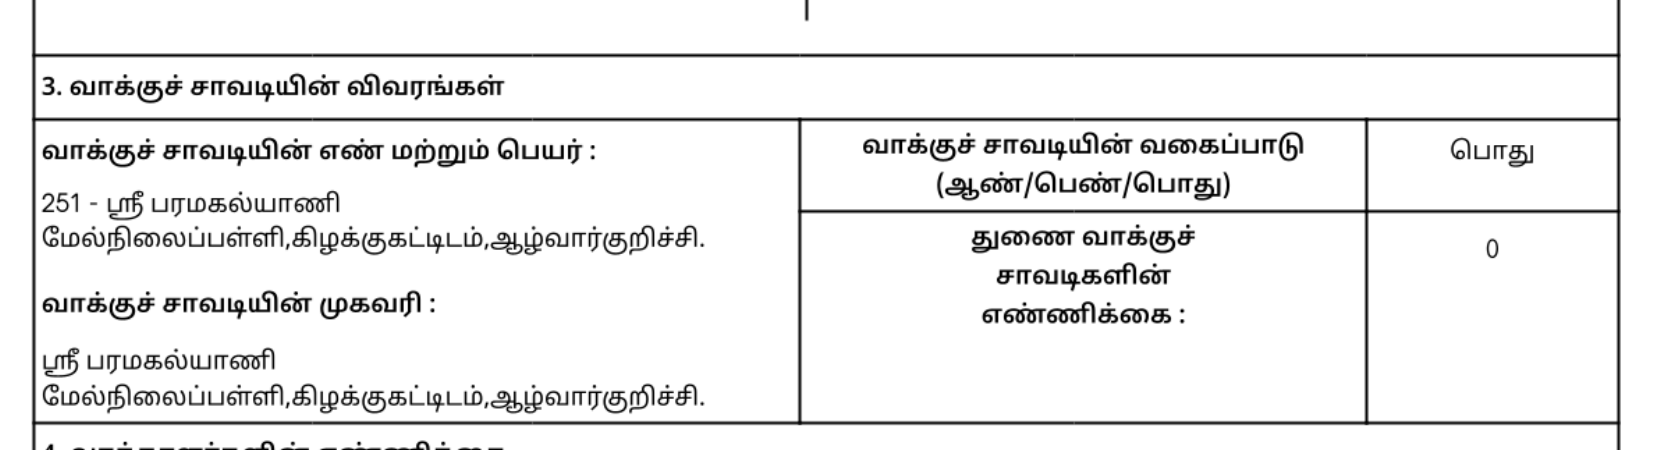 3. வாக்குச் சாவடியின் விவரங்கள்
வாக்குச் சாவடியின் எண் மற்றும் பெயர் :
251 - ஸ்ரீ பரமகல்யாணி
மேல்நிலைப்பள்ளி,கிழக்குகட்டிடம்,ஆழ்வார்குறிச்சி.
வாக்குச் சாவடியின் முகவரி :
ஸ்ரீ பரமகல்யாணி
மேல்நிலைப்பள்ளி,கிழக்குகட்டிடம்,ஆழ்வார்குறிச்சி.
வாக்குச் சாவடியின் வகைப்பாடு
(ஆண்/பெண்/பொது)
பொது
துணை வாக்குச்
சாவடிகளின்
எண்ணிக்கை :
0